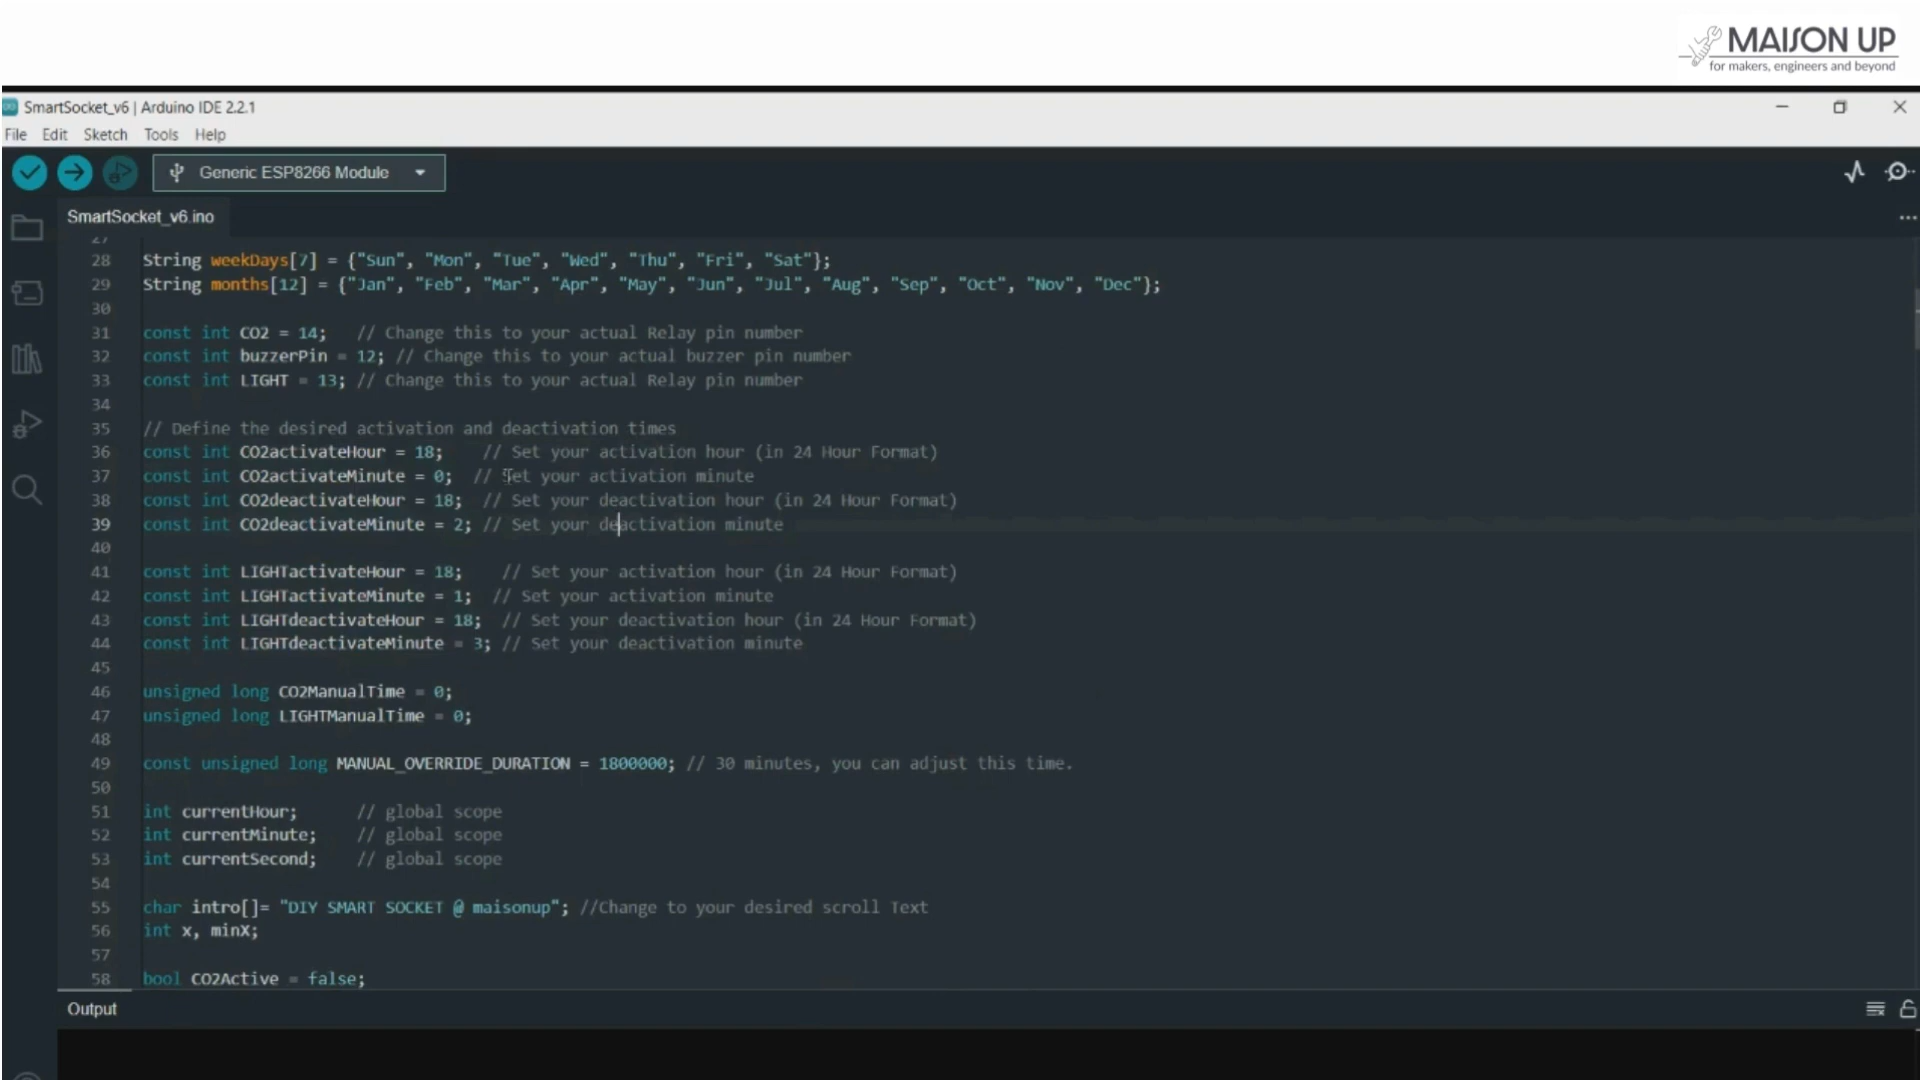 MAISON UP
for makers, engineers and beyond
SmartSocket_v6 | Arduino IDE 2.2.1
File Edit Sketch Tools Help
Generic ESP8266 Module
SmartSocket_v6.ino
27
28 String weekDays[7] = {"Sun", "Mon", "Tue", "Wed", "Thu", "Fri", "Sat"};
29 String months[12] = {"Jan", "Feb", "Mar", "Apr", "May", "Jun", "Jul", "Aug", "Sep", "Oct", "Nov", "Dec"};
30
31 const int CO2 = 14; // Change this to your actual Relay pin number
32 const int buzzerPin = 12; // Change this to your actual buzzer pin number
33 const int LIGHT = 13; // Change this to your actual Relay pin number
34
35 // Define the desired activation and deactivation times
36 const int CO2activateHour = 18; // Set your activation hour (in 24 Hour Format)
37 const int CO2activateMinute = 0; // Set your activation minute
38 const int CO2deactivateHour = 18; // Set your deactivation hour (in 24 Hour Format)
39 const int CO2deactivateMinute = 2; // Set your deactivation minute
40
41 const int LIGHTactivateHour = 18; // Set your activation hour (in 24 Hour Format)
42 const int LIGHTactivateMinute = 1; // Set your activation minute
43 const int LIGHTdeactivateHour = 18; // Set your deactivation hour (in 24 Hour Format)
44 const int LIGHTdeactivateMinute = 3; // Set your deactivation minute
45
46 unsigned long CO2ManualTime = 0;
47 unsigned long LIGHTManualTime = 0;
48
49 const unsigned long MANUAL_OVERRIDE_DURATION = 1800000; // 30 minutes, you can adjust this time.
50
51 int currentHour; // global scope
52 int currentMinute; // global scope
53 int currentSecond; // global scope
54
55 char intro[]= "DIY SMART SOCKET @ maisonup"; //Change to your desired scroll Text
56 int x, minX;
57
58 bool CO2Active = false;
Output